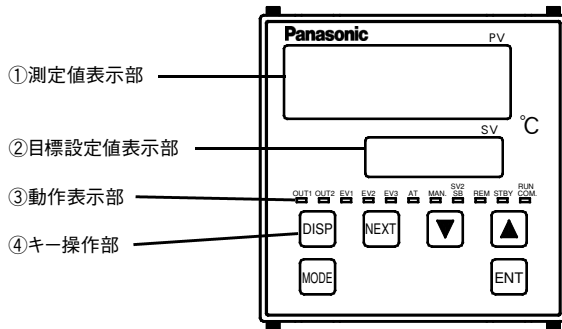 Panasonic
PV
①測定値表示部
SV
℃
②目標設定値表示部
③動作表示部
OUT1 OUT2 EV1 EV2 EV3 AT MAN. SV2 SB REM STBY RUN COM.
④キー操作部
DISP NEXT ▼ ▲
MODE ENT